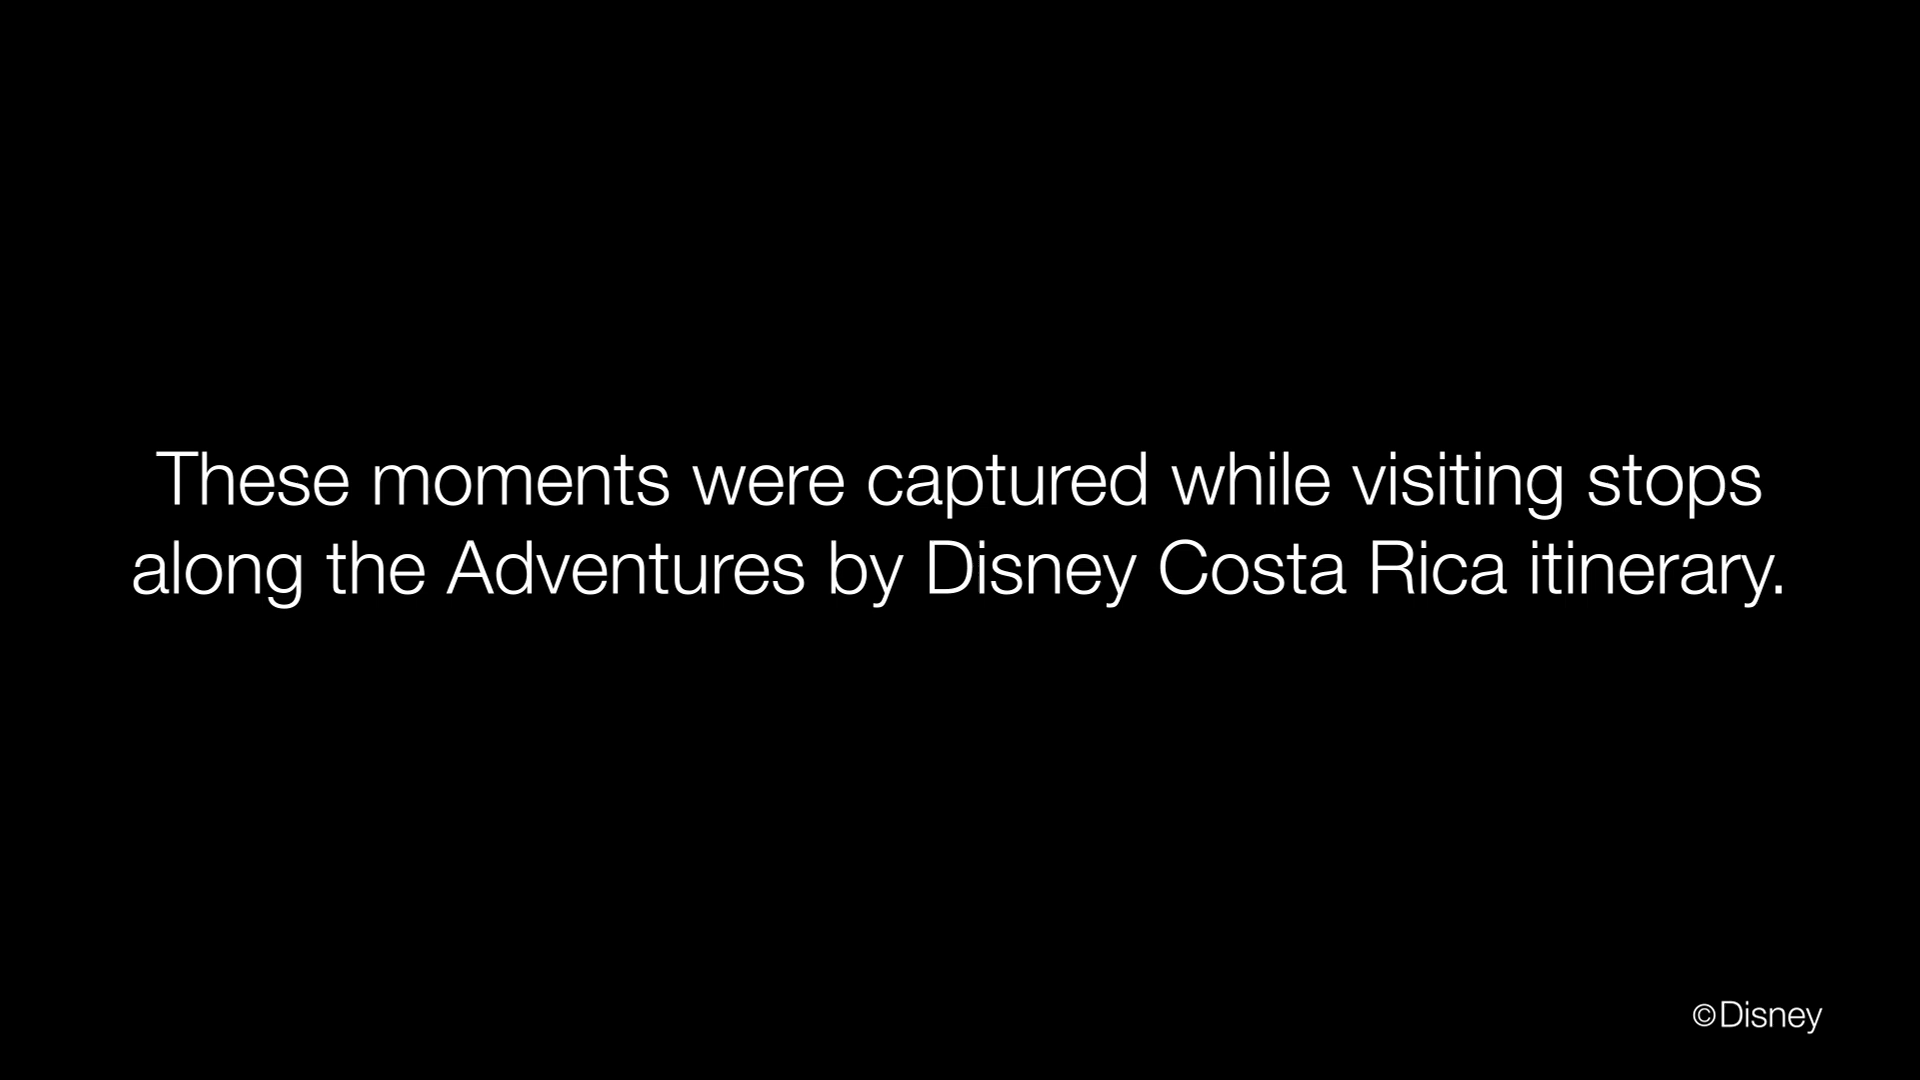 These moments were captured while visiting stops
along the Adventures by Disney Costa Rica itinerary.
©Disney